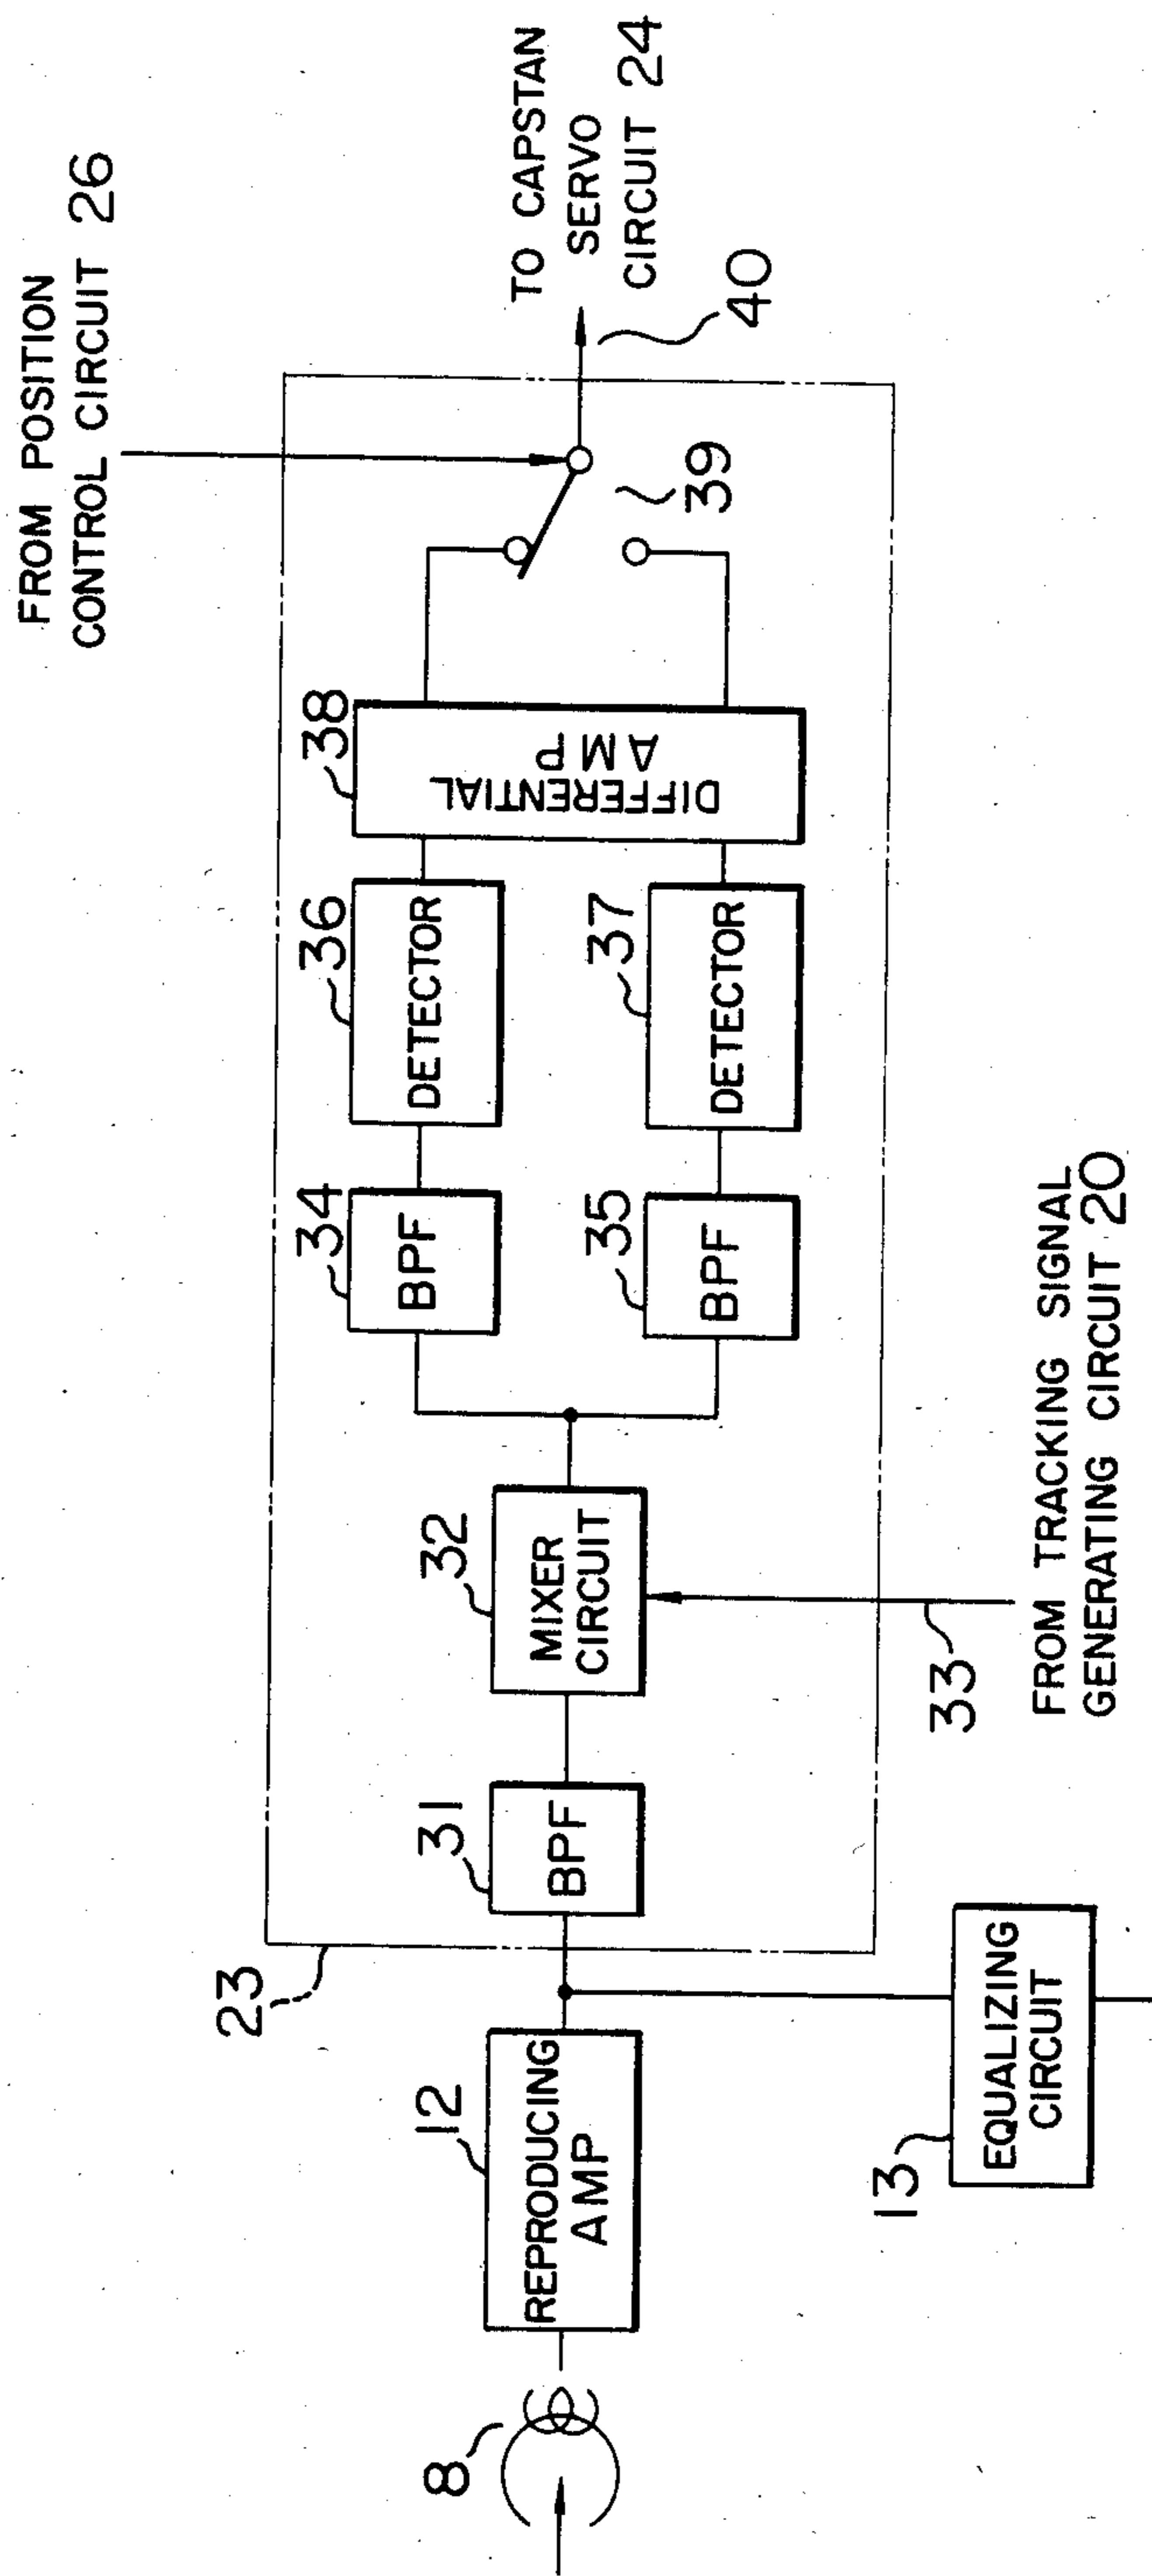 FROM POSITION
CONTROL CIRCUIT 26
TO CAPSTAN
SERVO
CIRCUIT 24
40
39
38
DIFFERENTIAL
AMP
36
DETECTOR
37
DETECTOR
34
BPF
35
BPF
32
MIXER
CIRCUIT
33
FROM TRACKING SIGNAL
GENERATING CIRCUIT 20
31
BPF
23
12
REPRODUCING
AMP
13
EQUALIZING
CIRCUIT
8